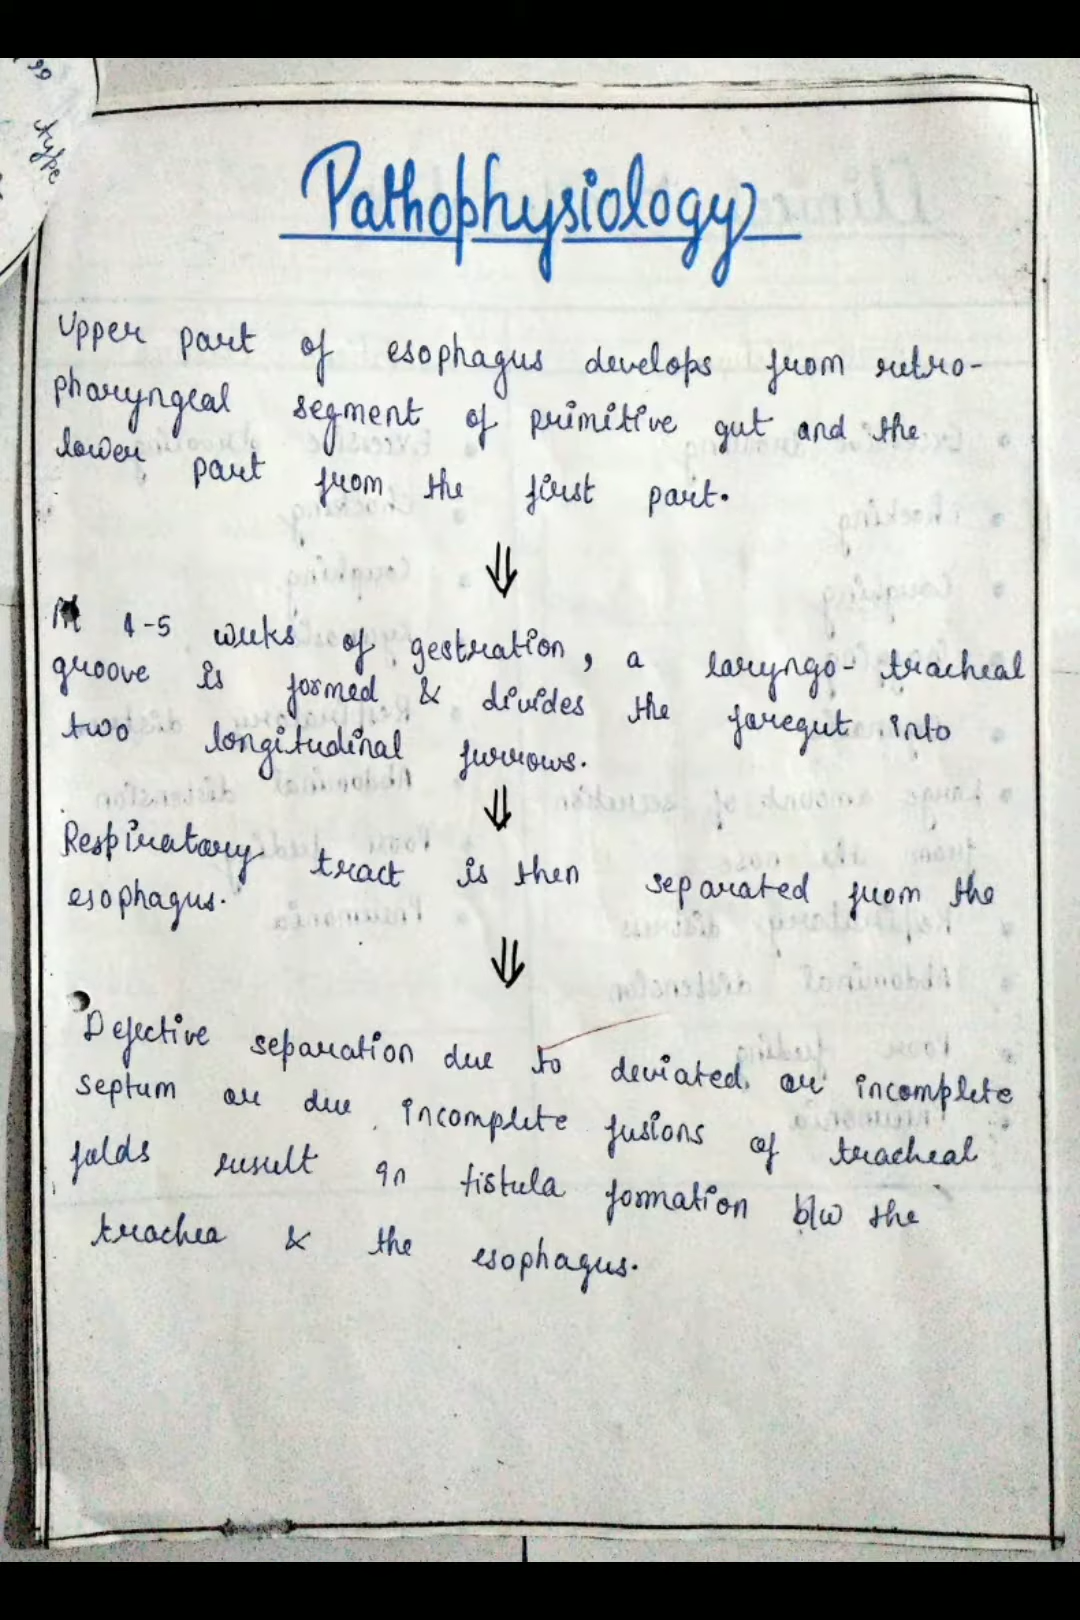 type
Pathophysiology
Upper part of esophagus develops from retro-
pharyngeal segment of primitive gut and the
lower part from the first part.
⇓
At 4-5 weeks of gestration, a laryngo-tracheal
groove is formed & divides the foregut into
two longitudinal furrows.
⇓
Respiratory tract is then separated from the
esophagus.
⇓
Defective separation due to deviated or incomplete
septum or due incomplete fusions of tracheal
folds result in fistula formation b/w the
trachea & the esophagus.